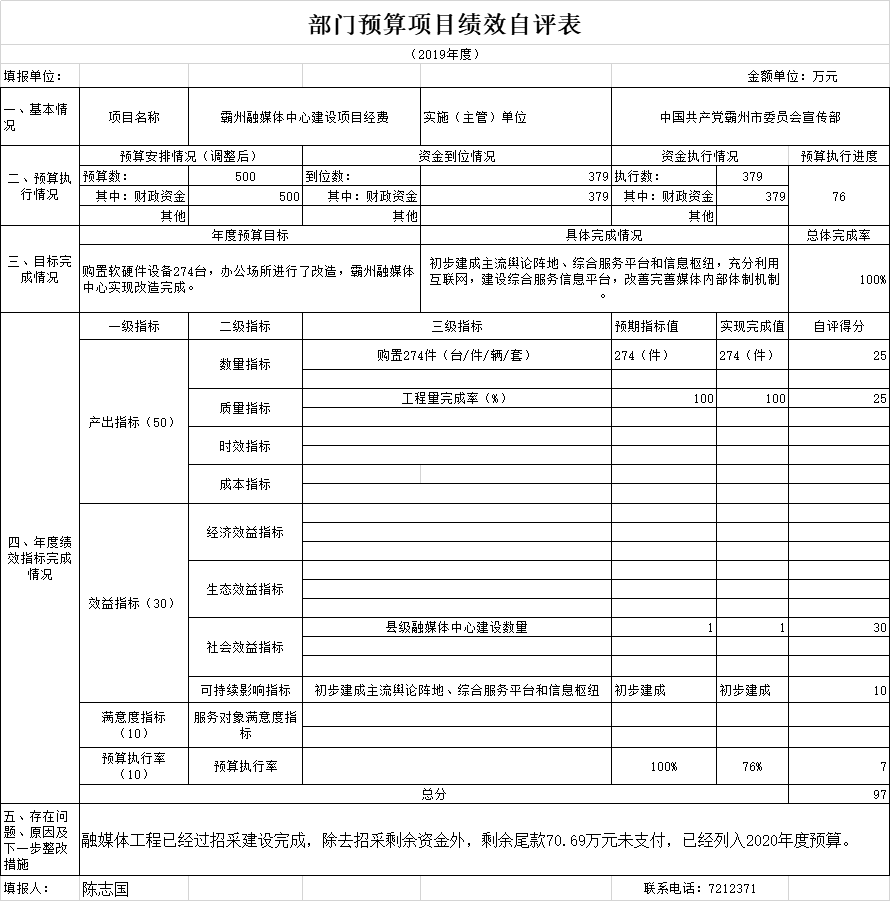 部门预算项目绩效自评表
（2019年度）
填报单位： 金额单位：万元
一、基本情况 项目名称 霸州融媒体中心建设项目经费 实施（主管）单位 中国共产党霸州市委员会宣传部
二、预算执行情况 预算安排情况（调整后） 资金到位情况 资金执行情况 预算执行进度
预算数： 500 到位数： 379 执行数： 379 76
其中：财政资金 500 其中：财政资金 379 其中：财政资金 379
其他 其他 其他
三、目标完成情况 年度预算目标 具体完成情况 总体完成率
购置软硬件设备274台，办公场所进行了改造，霸州融媒体
中心实现改造完成。
初步建成主流舆论阵地、综合服务平台和信息枢纽，充分利用
互联网，建设综合服务信息平台，改善完善媒体内部体制机制
。
100%
四、年度绩效指标完成情况 一级指标 二级指标 三级指标 预期指标值 实现完成值 自评得分
产出指标（50） 数量指标 购置274件（台/件/辆/套） 274（件） 274（件） 25
质量指标 工程量完成率（%） 100 100 25
时效指标
成本指标
效益指标（30） 经济效益指标
生态效益指标
社会效益指标 县级融媒体中心建设数量 1 1 30
可持续影响指标 初步建成主流舆论阵地、综合服务平台和信息枢纽 初步建成 初步建成 10
满意度指标（10） 服务对象满意度指标
预算执行率（10） 预算执行率 100% 76% 7
总分 97
五、存在问题、原因及下一步整改措施 融媒体工程已经过招采建设完成，除去招采剩余资金外，剩余尾款70.69万元未支付，已经列入2020年度预算。
填报人： 陈志国 联系电话：7212371